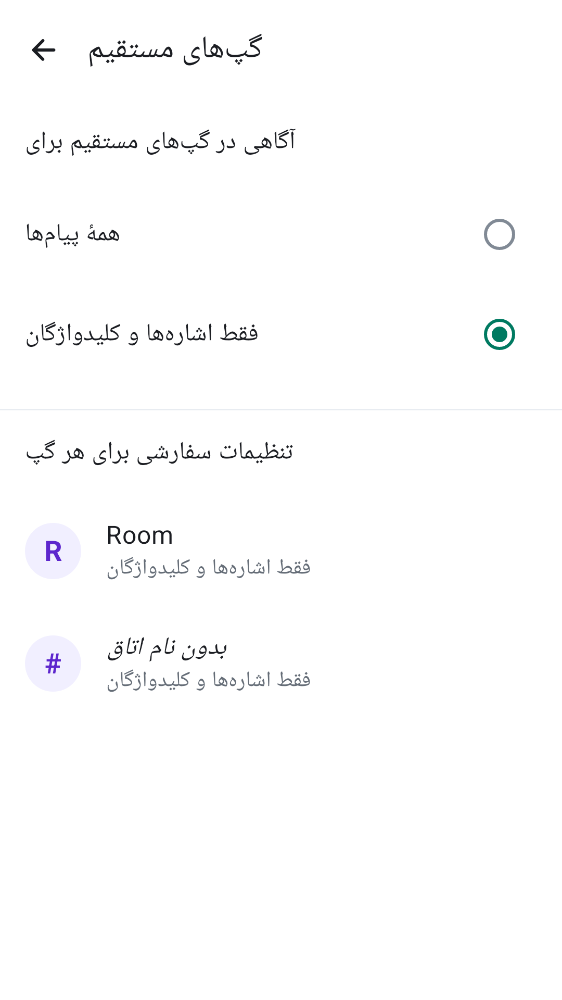 گپ‌های مستقیم
آگاهی در گپ‌های مستقیم برای
همهٔ پیام‌ها
فقط اشاره‌ها و کلیدواژگان
تنظیمات سفارشی برای هر گپ
R
Room
فقط اشاره‌ها و کلیدواژگان
#
بدون نام اتاق
فقط اشاره‌ها و کلیدواژگان